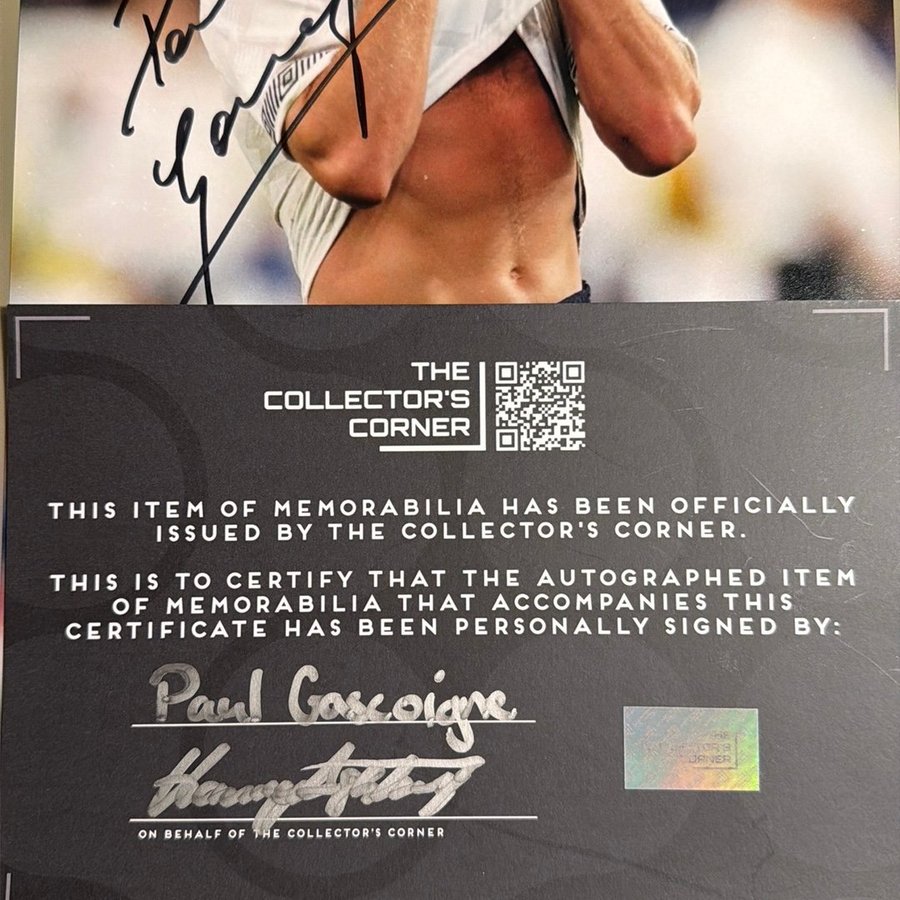 THE
COLLECTOR'S
CORNER
THIS ITEM OF MEMORABILIA HAS BEEN OFFICIALLY
ISSUED BY THE COLLECTOR'S CORNER.
THIS IS TO CERTIFY THAT THE AUTOGRAPHED ITEM
OF MEMORABILIA THAT ACCOMPANIES THIS
CERTIFICATE HAS BEEN PERSONALLY SIGNED BY:
Paul Gascoigne
ON BEHALF OF THE COLLECTOR'S CORNER